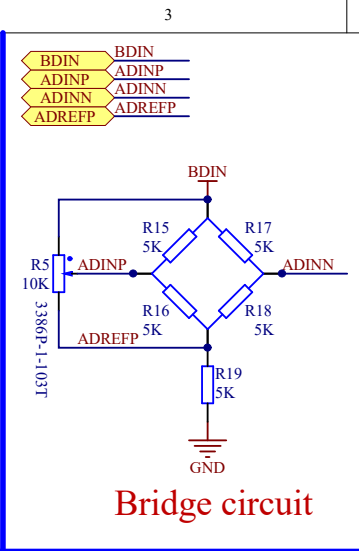 3
BDIN BDIN
ADINP ADINP
ADINN ADINN
ADREFP ADREFP
BDIN
R15 R17
5K 5K
R5 ADINP ADINN
10K
R16 R18
5K 5K
3386P-1-103T
ADREFP
R19
5K
GND
Bridge circuit